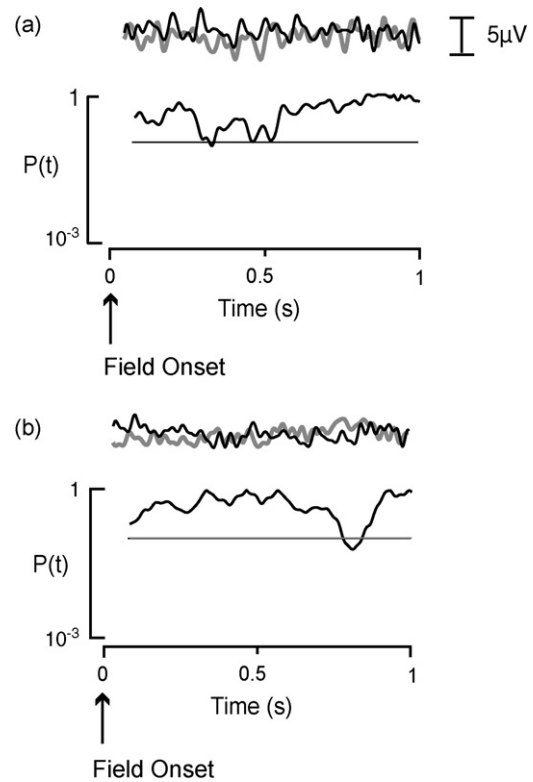 (a)
5µV
1
P(t)
10⁻³
0 0.5 1
Time (s)
Field Onset
(b)
1
P(t)
10⁻³
0 0.5 1
Time (s)
Field Onset